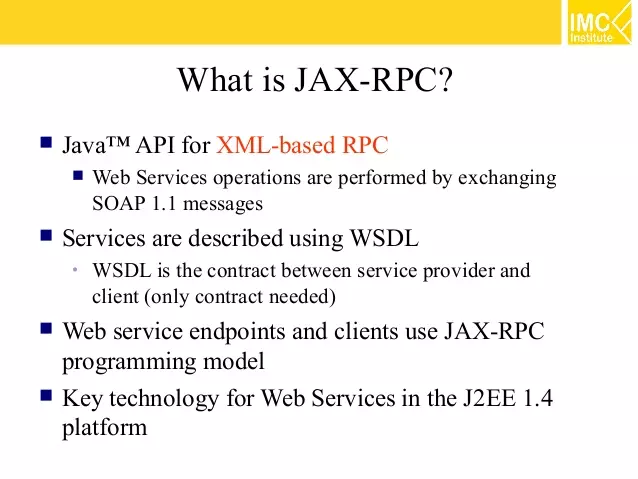 IMC
Institute
What is JAX-RPC?
Java™ API for XML-based RPC
Web Services operations are performed by exchanging
SOAP 1.1 messages
Services are described using WSDL
WSDL is the contract between service provider and
client (only contract needed)
Web service endpoints and clients use JAX-RPC
programming model
Key technology for Web Services in the J2EE 1.4
platform